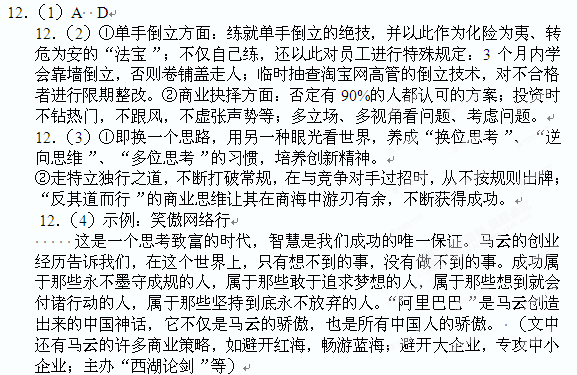 12.（1）A··D
12.（2）①单手倒立方面：练就单手倒立的绝技，并以此作为化险为夷、转
危为安的“法宝”；不仅自己练，还以此对员工进行特殊规定：3 个月内学
会靠墙倒立，否则卷铺盖走人；临时抽查淘宝网高管的倒立技术，对不合格
者进行限期整改。②商业抉择方面：否定有 90%的人都认可的方案；投资时
不钻热门，不跟风，不虚张声势等；多立场、多视角看问题、考虑问题。
12.（3）①即换一个思路，用另一种眼光看世界，养成“换位思考”、“逆
向思维”、“多位思考”的习惯，培养创新精神。
②走特立独行之道，不断打破常规，在与竞争对手过招时，从不按规则出牌；
“反其道而行”的商业思维让其在商海中游刃有余，不断获得成功。
12.（4）示例：笑傲网络行
·····这是一个思考致富的时代，智慧是我们成功的唯一保证。马云的创业
经历告诉我们，在这个世界上，只有想不到的事，没有做不到的事。成功属
于那些永不墨守成规的人，属于那些敢于追求梦想的人，属于那些想到就会
付诸行动的人，属于那些坚持到底永不放弃的人。“阿里巴巴”是马云创造
出来的中国神话，它不仅是马云的骄傲，也是所有中国人的骄傲。·（文中
还有马云的许多商业策略，如避开红海，畅游蓝海；避开大企业，专攻中小
企业；主办“西湖论剑”等）